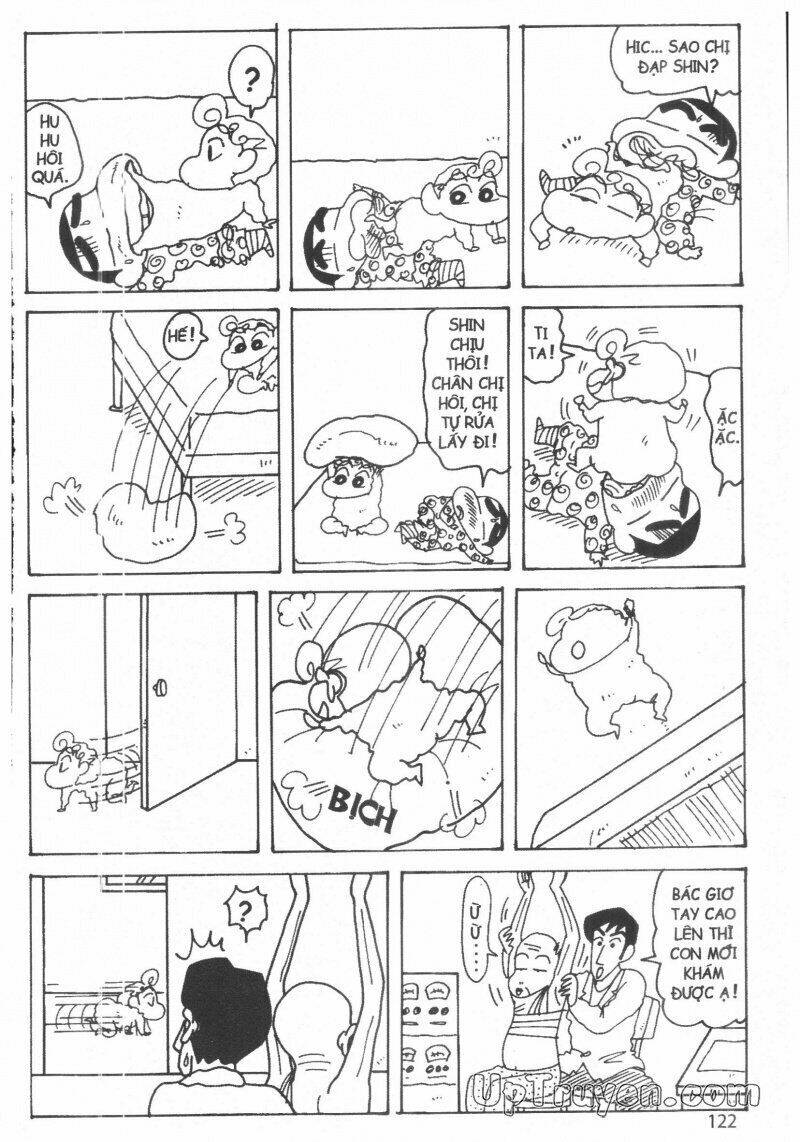 HIC... SAO CHỊ
ĐẠP SHIN?
?
HU
HU
HÔI
QUÁ.
TI
TA!
ẶC
ẶC.
SHIN
CHỊU
THÔI!
CHÂN CHỊ
HÔI, CHỊ
TỰ RỬA
LẤY ĐI!
HẾ!
BỊCH
BÁC GIƠ
TAY CAO
LÊN THÌ
CON MỚI
KHÁM
ĐƯỢC Ạ!
Ừ...
?
UpTruyen.com
122